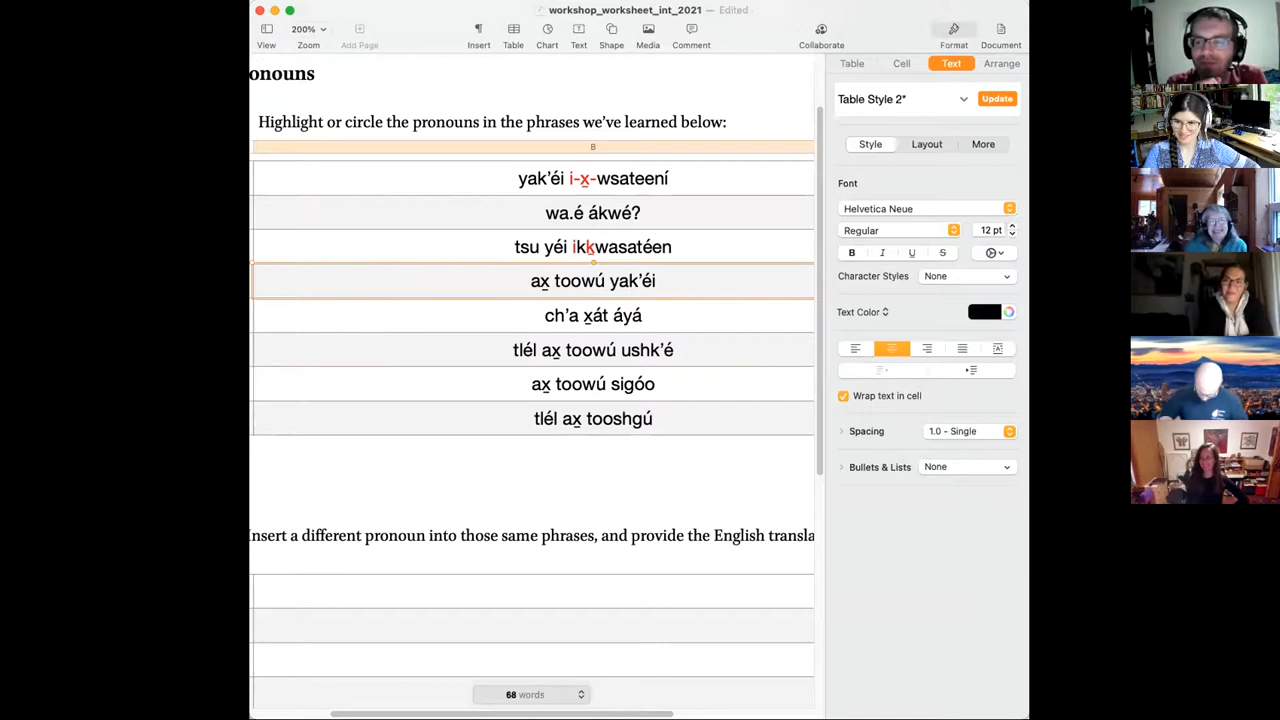 workshop_worksheet_int_2021 — Edited
200%
View
Zoom
Add Page
Insert
Table
Chart
Text
Shape
Media
Comment
Collaborate
Format
Document
onouns
Highlight or circle the pronouns in the phrases we’ve learned below:
B
yak’éi i-x̲-wsateení
wa.é ákwé?
tsu yéi ikḵwasatéen
ax̲ toowú yak’éi
ch’a x̲át áyá
tlél ax̲ toowú ushk’é
ax̲ toowú sigóo
tlél ax̲ tooshgú
Insert a different pronoun into those same phrases, and provide the English transla
68 words
Table
Cell
Text
Arrange
Table Style 2*
Update
Style
Layout
More
Font
Helvetica Neue
Regular
12 pt
B I U S
Character Styles
None
Text Color
Wrap text in cell
Spacing
1.0 - Single
Bullets & Lists
None